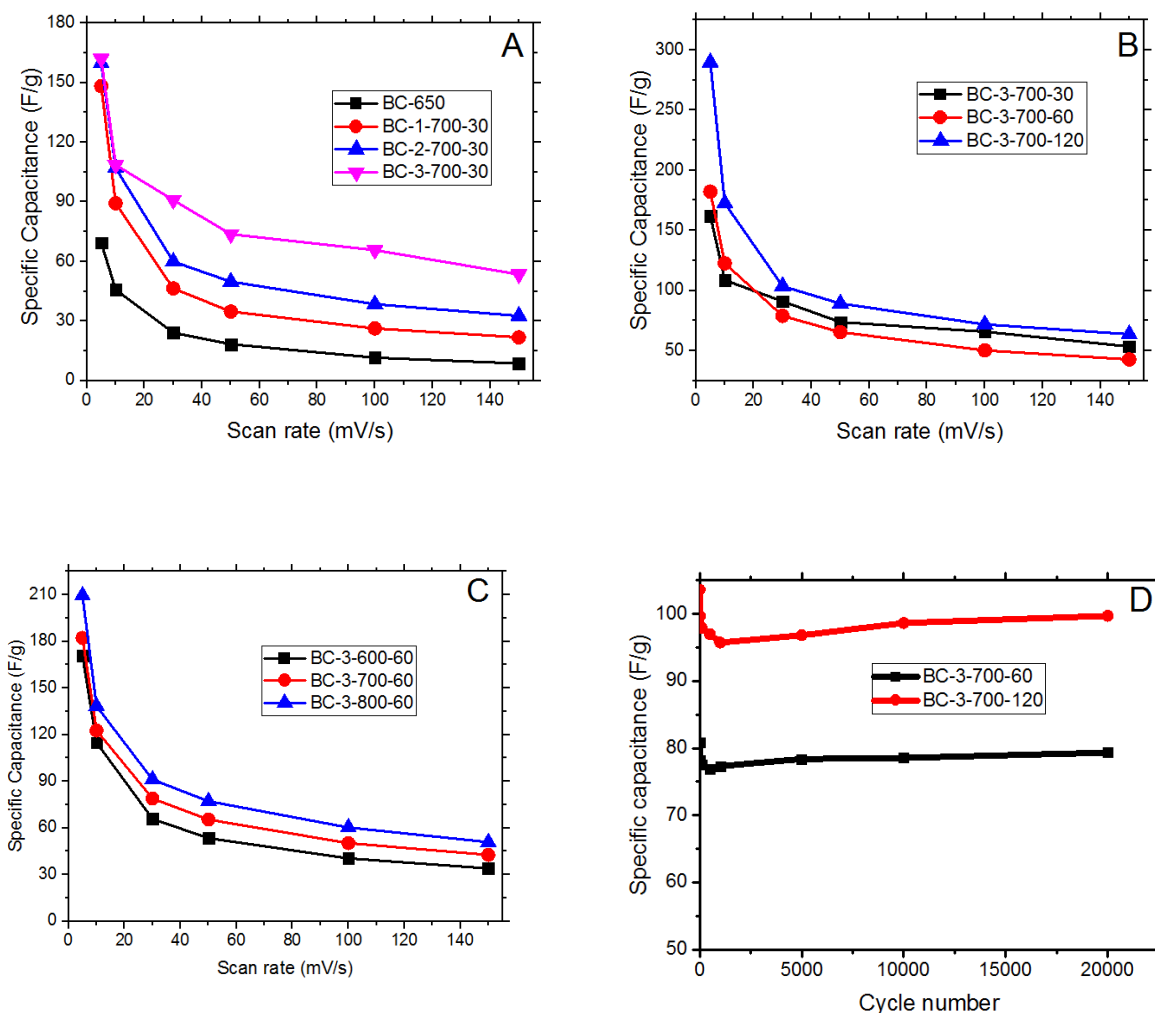 A
Specific Capacitance (F/g)
180
150
120
90
60
30
0
BC-650
BC-1-700-30
BC-2-700-30
BC-3-700-30
0 20 40 60 80 100 120 140
Scan rate (mV/s)
B
Specific Capacitance (F/g)
300
250
200
150
100
50
BC-3-700-30
BC-3-700-60
BC-3-700-120
0 20 40 60 80 100 120 140
Scan rate (mV/s)
C
Specific Capacitance (F/g)
210
180
150
120
90
60
30
0
BC-3-600-60
BC-3-700-60
BC-3-800-60
0 20 40 60 80 100 120 140
Scan rate (mV/s)
D
Specific capacitance (F/g)
100
90
80
70
60
50
BC-3-700-60
BC-3-700-120
0 5000 10000 15000 20000
Cycle number